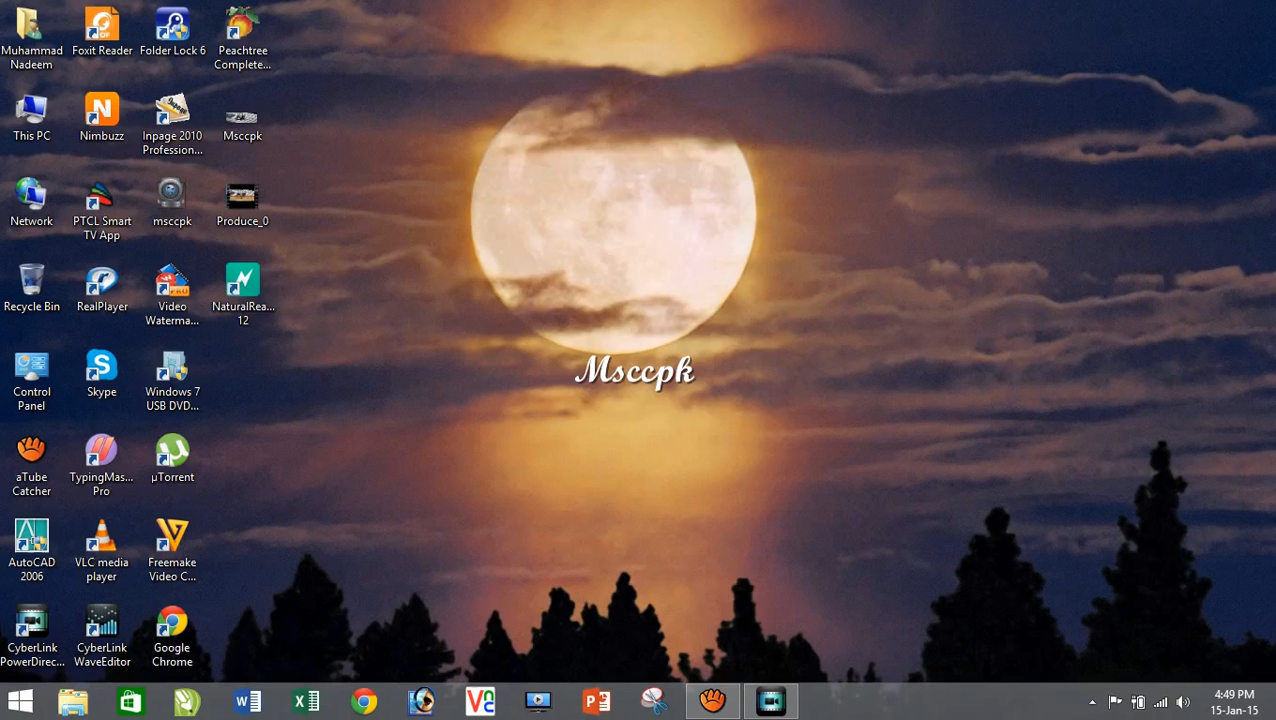 Muhammad
Nadeem
Foxit Reader
Folder Lock 6
Peachtree
Complete...
This PC
Nimbuzz
Inpage 2010
Profession...
Msccpk
Network
PTCL Smart
TV App
msccpk
Produce_0
Recycle Bin
RealPlayer
Video
Waterma...
NaturalRea...
12
Control
Panel
Skype
Windows 7
USB DVD...
Msccpk
aTube
Catcher
TypingMas...
Pro
µTorrent
AutoCAD
2006
VLC media
player
Freemake
Video C...
CyberLink
PowerDirec...
CyberLink
WaveEditor
Google
Chrome
4:49 PM
15-Jan-15